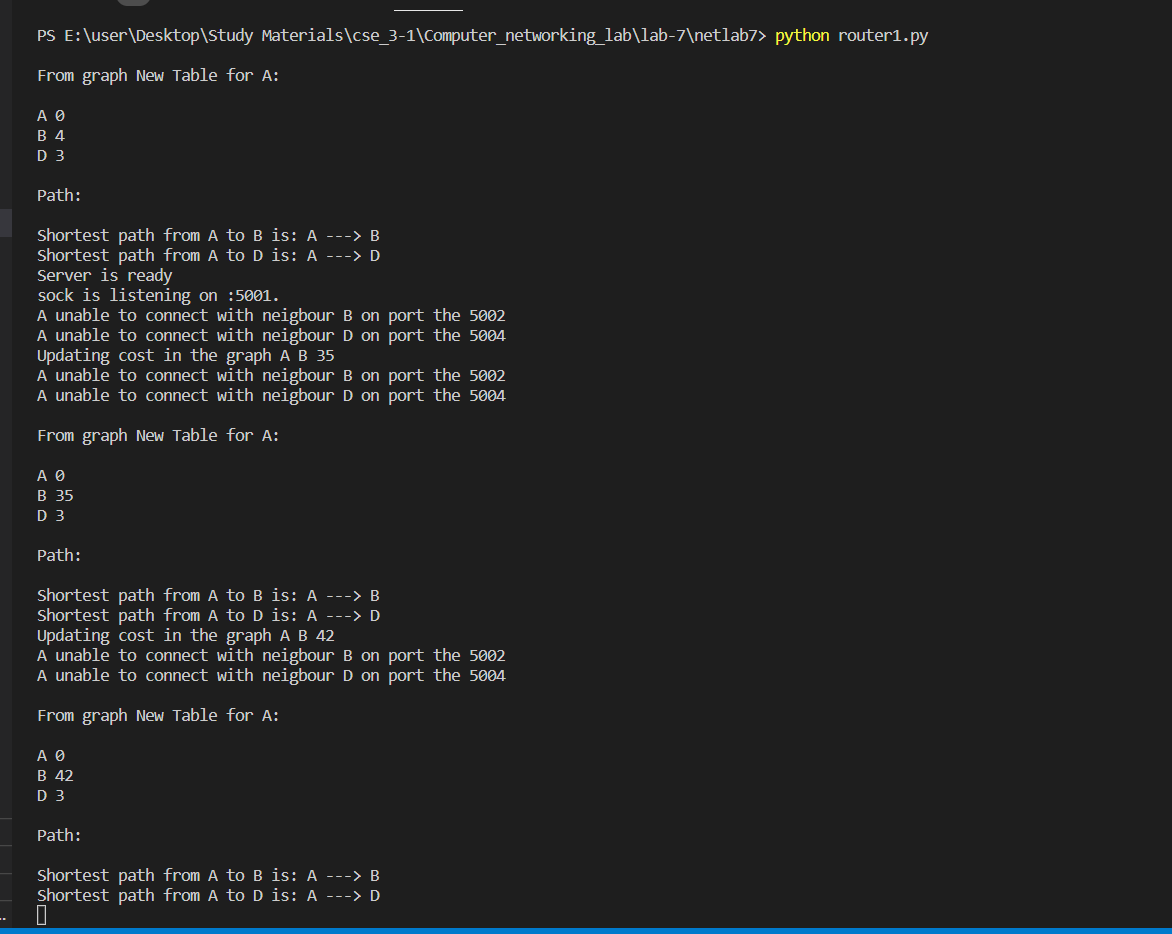 PS E:\user\Desktop\Study Materials\cse_3-1\Computer_networking_lab\lab-7\netlab7> python router1.py
From graph New Table for A:
A 0
B 4
D 3
Path:
Shortest path from A to B is: A ---> B
Shortest path from A to D is: A ---> D
Server is ready
sock is listening on :5001.
A unable to connect with neigbour B on port the 5002
A unable to connect with neigbour D on port the 5004
Updating cost in the graph A B 35
A unable to connect with neigbour B on port the 5002
A unable to connect with neigbour D on port the 5004
From graph New Table for A:
A 0
B 35
D 3
Path:
Shortest path from A to B is: A ---> B
Shortest path from A to D is: A ---> D
Updating cost in the graph A B 42
A unable to connect with neigbour B on port the 5002
A unable to connect with neigbour D on port the 5004
From graph New Table for A:
A 0
B 42
D 3
Path:
Shortest path from A to B is: A ---> B
Shortest path from A to D is: A ---> D